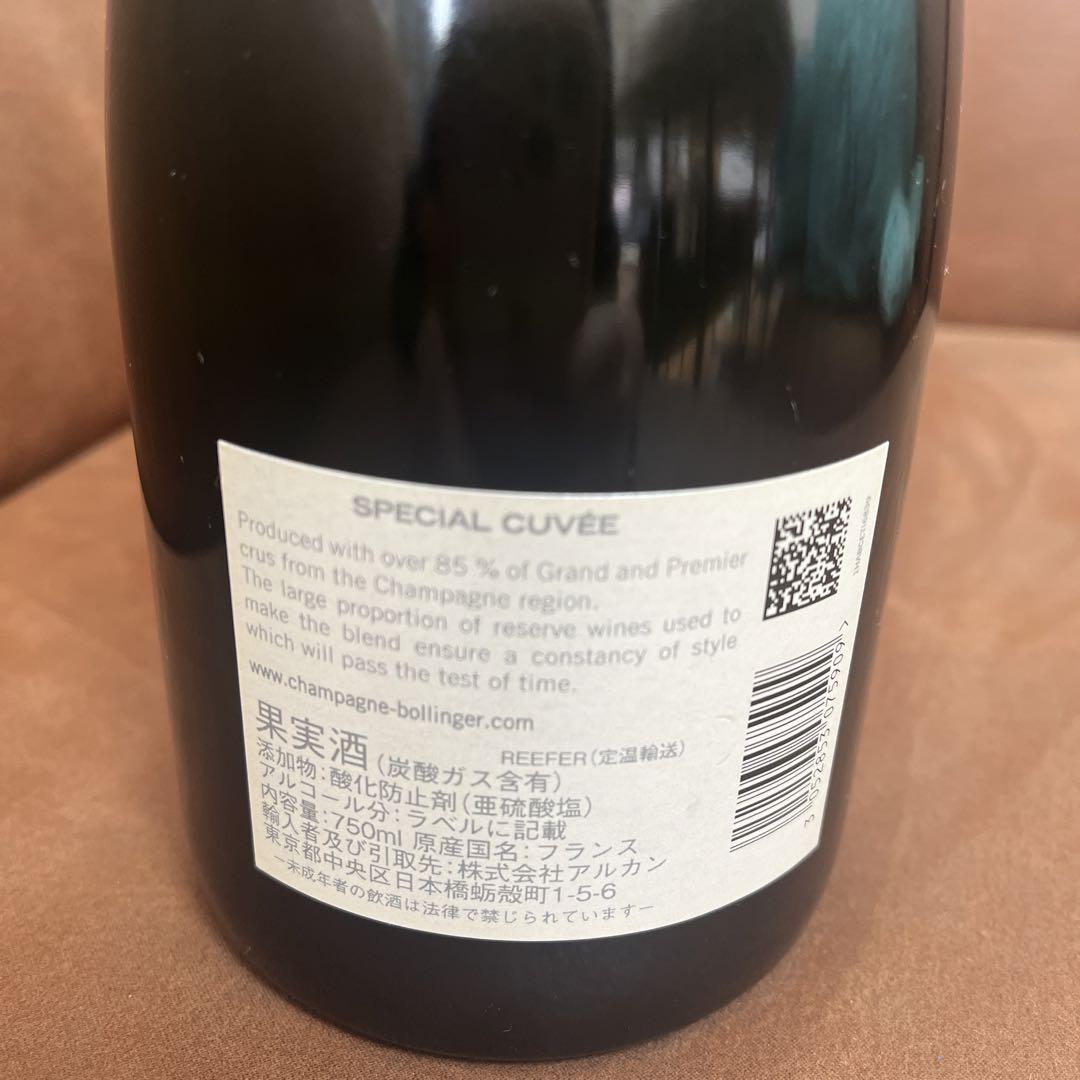 SPECIAL CUVÉE
Produced with over 85 % of Grand and Premier
crus from the Champagne region.
The large proportion of reserve wines used to
make the blend ensure a constancy of style
which will pass the test of time.
www.champagne-bollinger.com
果実酒(炭酸ガス含有)
REEFER(定温輸送)
添加物:酸化防止剤(亜硫酸塩)
アルコール分:ラベルに記載
内容量:750ml 原産国名:フランス
輸入者及び引取先:株式会社アルカン
東京都中央区日本橋蛎殻町1-5-6
ー未成年者の飲酒は法律で禁じられていますー
3 052853 075909 >